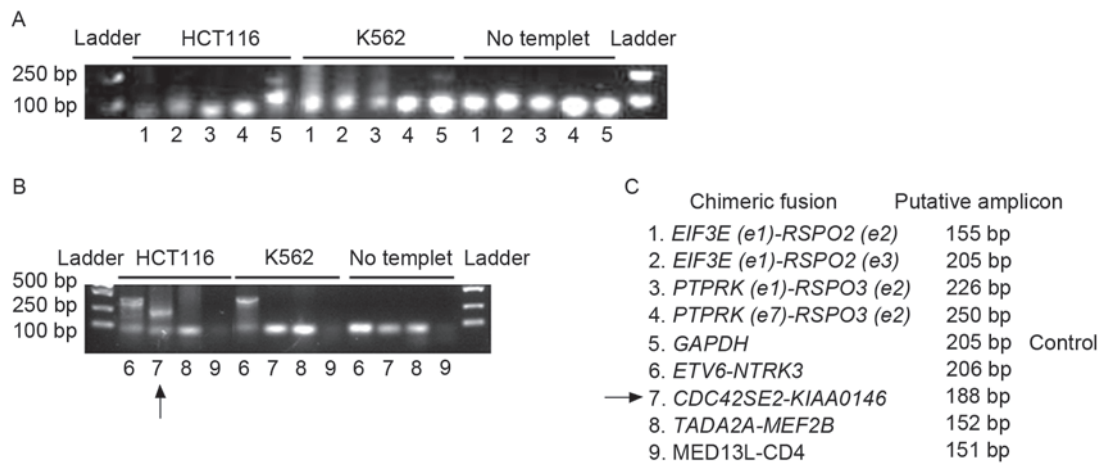 A
Ladder HCT116 K562 No templet Ladder
250 bp
100 bp
1 2 3 4 5 1 2 3 4 5 1 2 3 4 5
B
Ladder HCT116 K562 No templet Ladder
500 bp
250 bp
100 bp
6 7 8 9 6 7 8 9 6 7 8 9
C
Chimeric fusion Putative amplicon
1. EIF3E (e1)-RSPO2 (e2) 155 bp
2. EIF3E (e1)-RSPO2 (e3) 205 bp
3. PTPRK (e1)-RSPO3 (e2) 226 bp
4. PTPRK (e7)-RSPO3 (e2) 250 bp
5. GAPDH 205 bp Control
6. ETV6-NTRK3 206 bp
7. CDC42SE2-KIAA0146 188 bp
8. TADA2A-MEF2B 152 bp
9. MED13L-CD4 151 bp